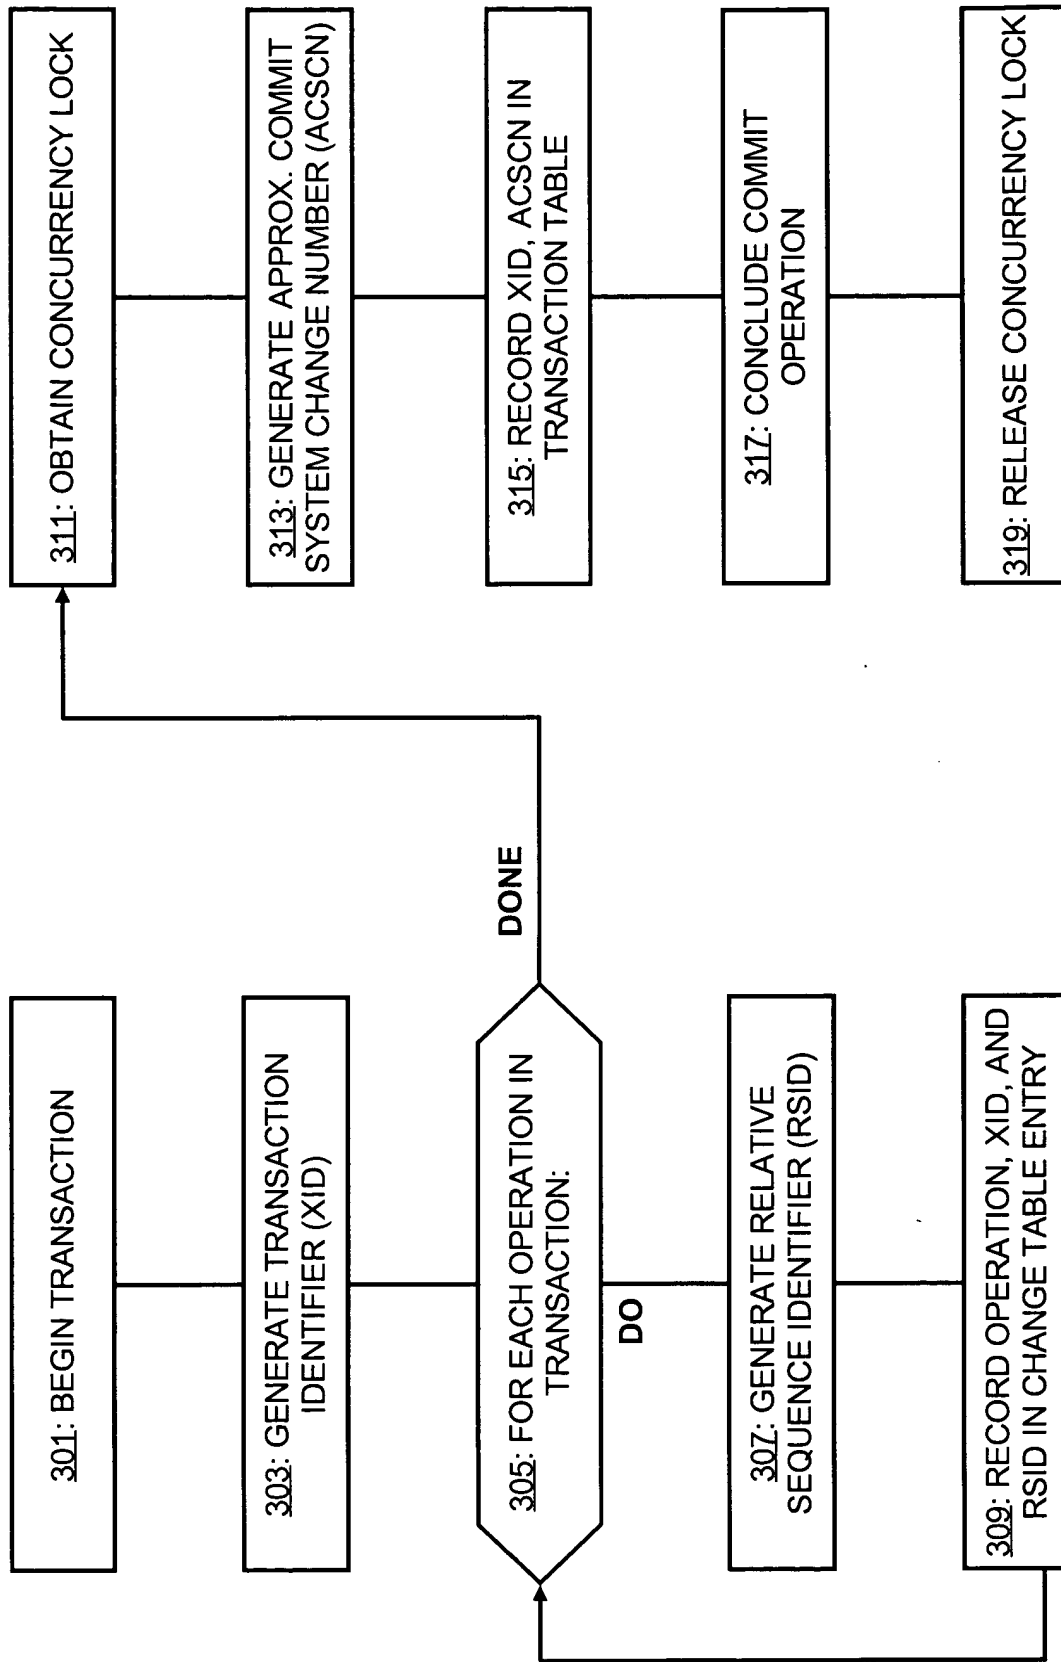 301: BEGIN TRANSACTION
303: GENERATE TRANSACTION
IDENTIFIER (XID)
305: FOR EACH OPERATION IN
TRANSACTION:
DO
307: GENERATE RELATIVE
SEQUENCE IDENTIFIER (RSID)
309: RECORD OPERATION, XID, AND
RSID IN CHANGE TABLE ENTRY
DONE
311: OBTAIN CONCURRENCY LOCK
313: GENERATE APPROX. COMMIT
SYSTEM CHANGE NUMBER (ACSCN)
315: RECORD XID, ACSCN IN
TRANSACTION TABLE
317: CONCLUDE COMMIT
OPERATION
319: RELEASE CONCURRENCY LOCK